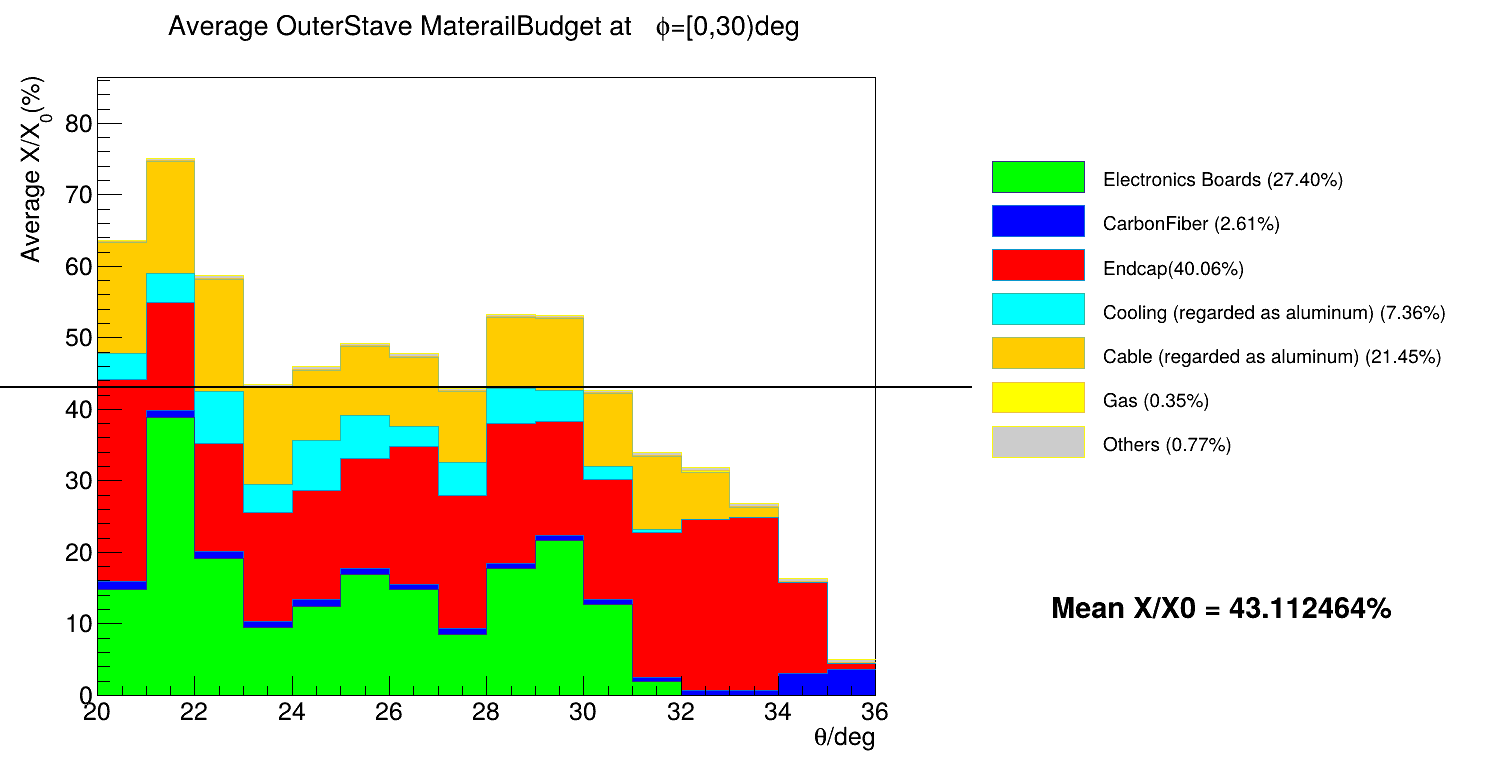 Average OuterStave MaterailBudget at ϕ=[0,30)deg
Average X/X0(%)
80
70
60
50
40
30
20
10
0
20 22 24 26 28 30 32 34 36
θ/deg
Electronics Boards (27.40%)
CarbonFiber (2.61%)
Endcap(40.06%)
Cooling (regarded as aluminum) (7.36%)
Cable (regarded as aluminum) (21.45%)
Gas (0.35%)
Others (0.77%)
Mean X/X0 = 43.112464%